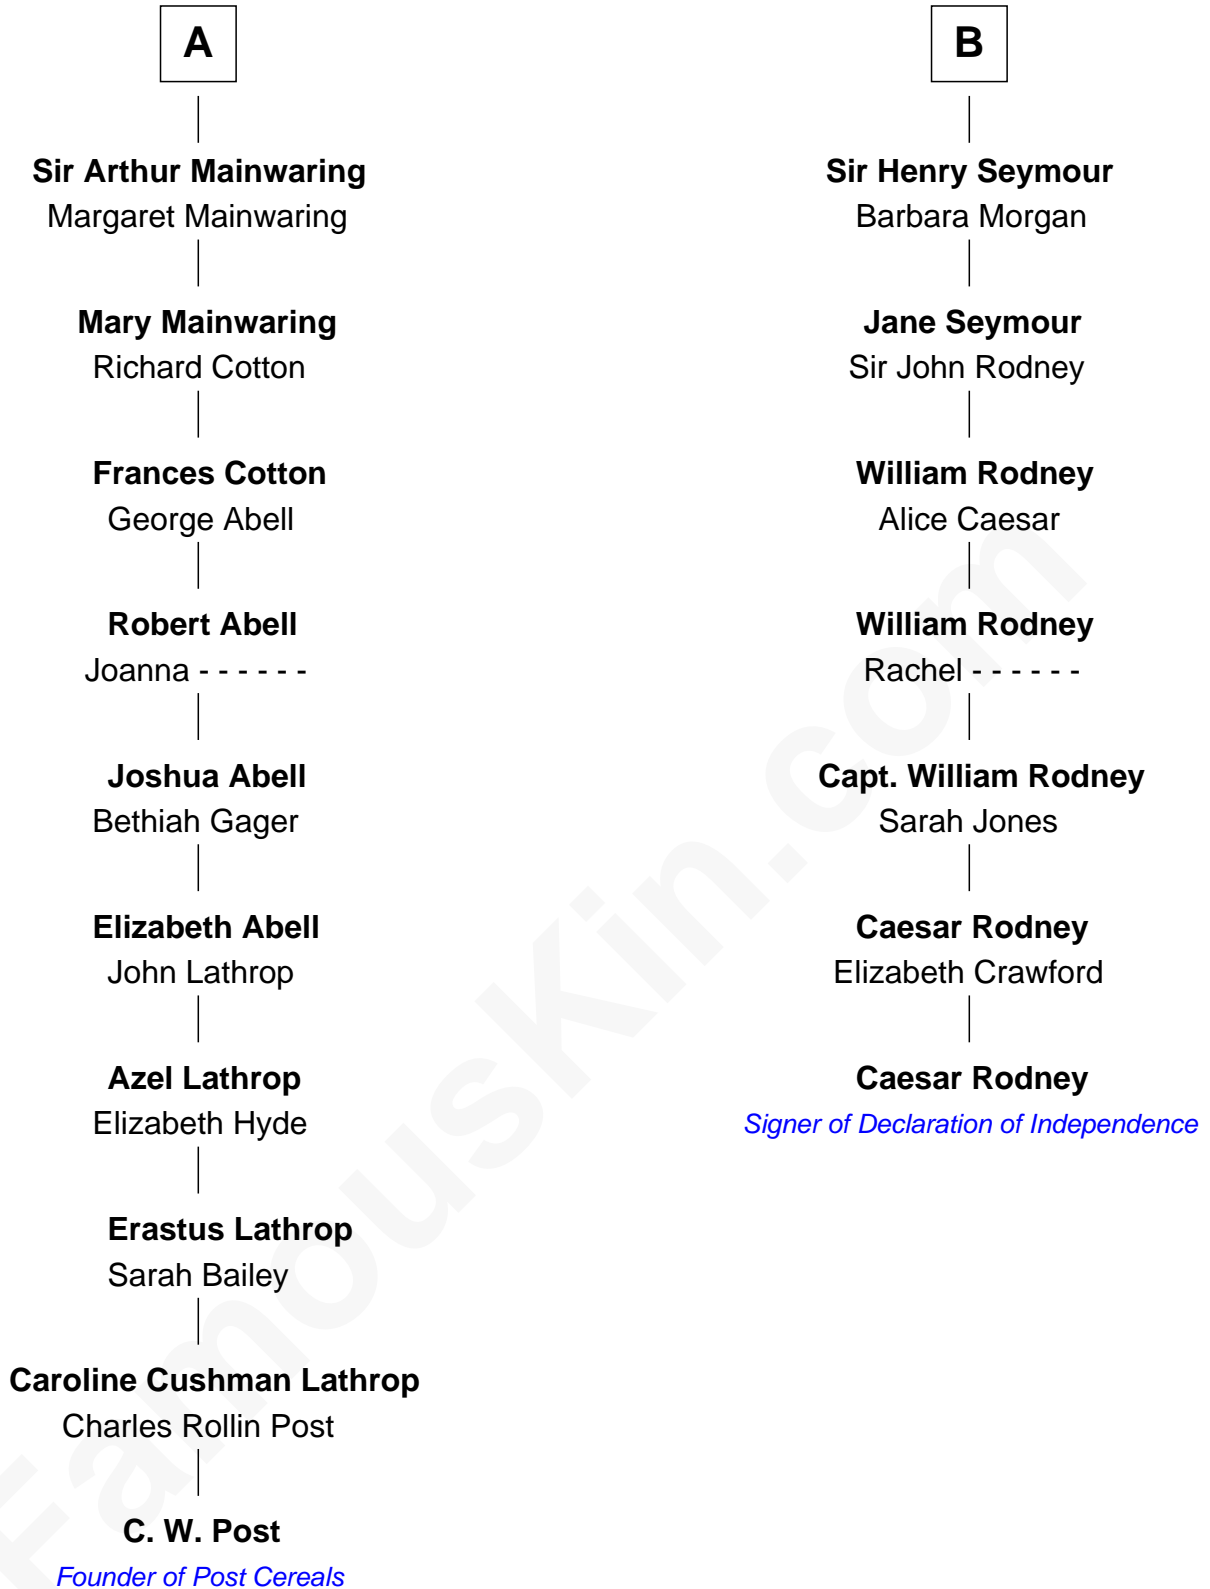 A
Sir Arthur Mainwaring
Margaret Mainwaring
Mary Mainwaring
Richard Cotton
Frances Cotton
George Abell
Robert Abell
Joanna - - - - - -
Joshua Abell
Bethiah Gager
Elizabeth Abell
John Lathrop
Azel Lathrop
Elizabeth Hyde
Erastus Lathrop
Sarah Bailey
Caroline Cushman Lathrop
Charles Rollin Post
C. W. Post
Founder of Post Cereals
B
Sir Henry Seymour
Barbara Morgan
Jane Seymour
Sir John Rodney
William Rodney
Alice Caesar
William Rodney
Rachel - - - - - -
Capt. William Rodney
Sarah Jones
Caesar Rodney
Elizabeth Crawford
Caesar Rodney
Signer of Declaration of Independence
FamousKin.com